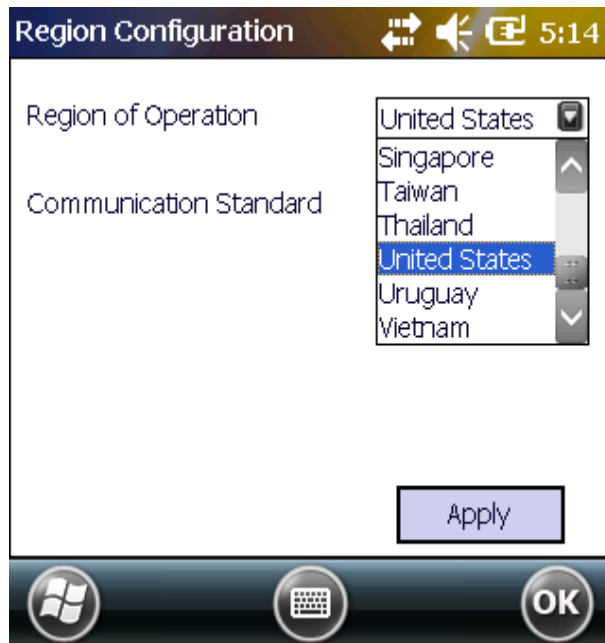 Region Configuration 5:14
Region of Operation United States
Singapore
Communication Standard Taiwan
Thailand
United States
Uruguay
Vietnam
Apply
OK